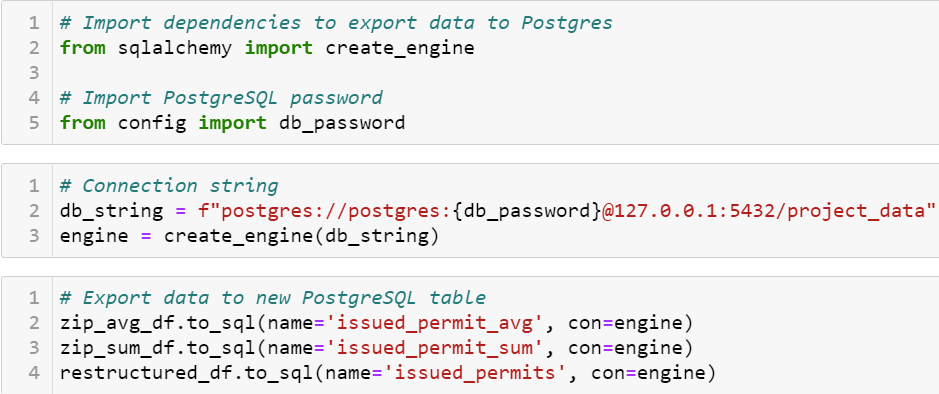 1 # Import dependencies to export data to Postgres
2 from sqlalchemy import create_engine
3
4 # Import PostgreSQL password
5 from config import db_password
1 # Connection string
2 db_string = f"postgres://postgres:{db_password}@127.0.0.1:5432/project_data"
3 engine = create_engine(db_string)
1 # Export data to new PostgreSQL table
2 zip_avg_df.to_sql(name='issued_permit_avg', con=engine)
3 zip_sum_df.to_sql(name='issued_permit_sum', con=engine)
4 restructured_df.to_sql(name='issued_permits', con=engine)